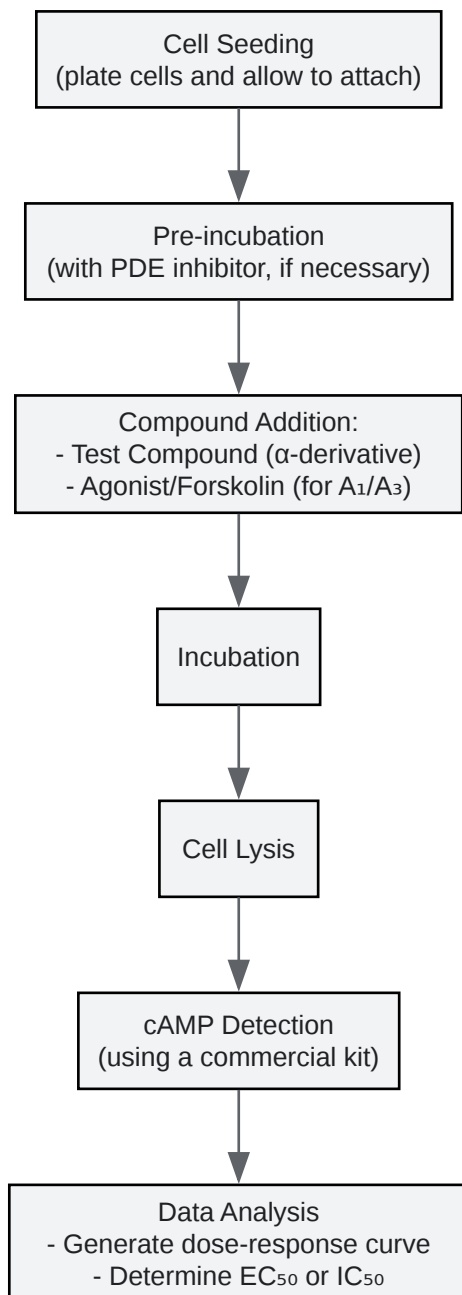 Cell Seeding
(plate cells and allow to attach)
Pre-incubation
(with PDE inhibitor, if necessary)
Compound Addition:
- Test Compound (α-derivative)
- Agonist/Forskolin (for A₁/A₃)
Incubation
Cell Lysis
cAMP Detection
(using a commercial kit)
Data Analysis
- Generate dose-response curve
- Determine EC₅₀ or IC₅₀